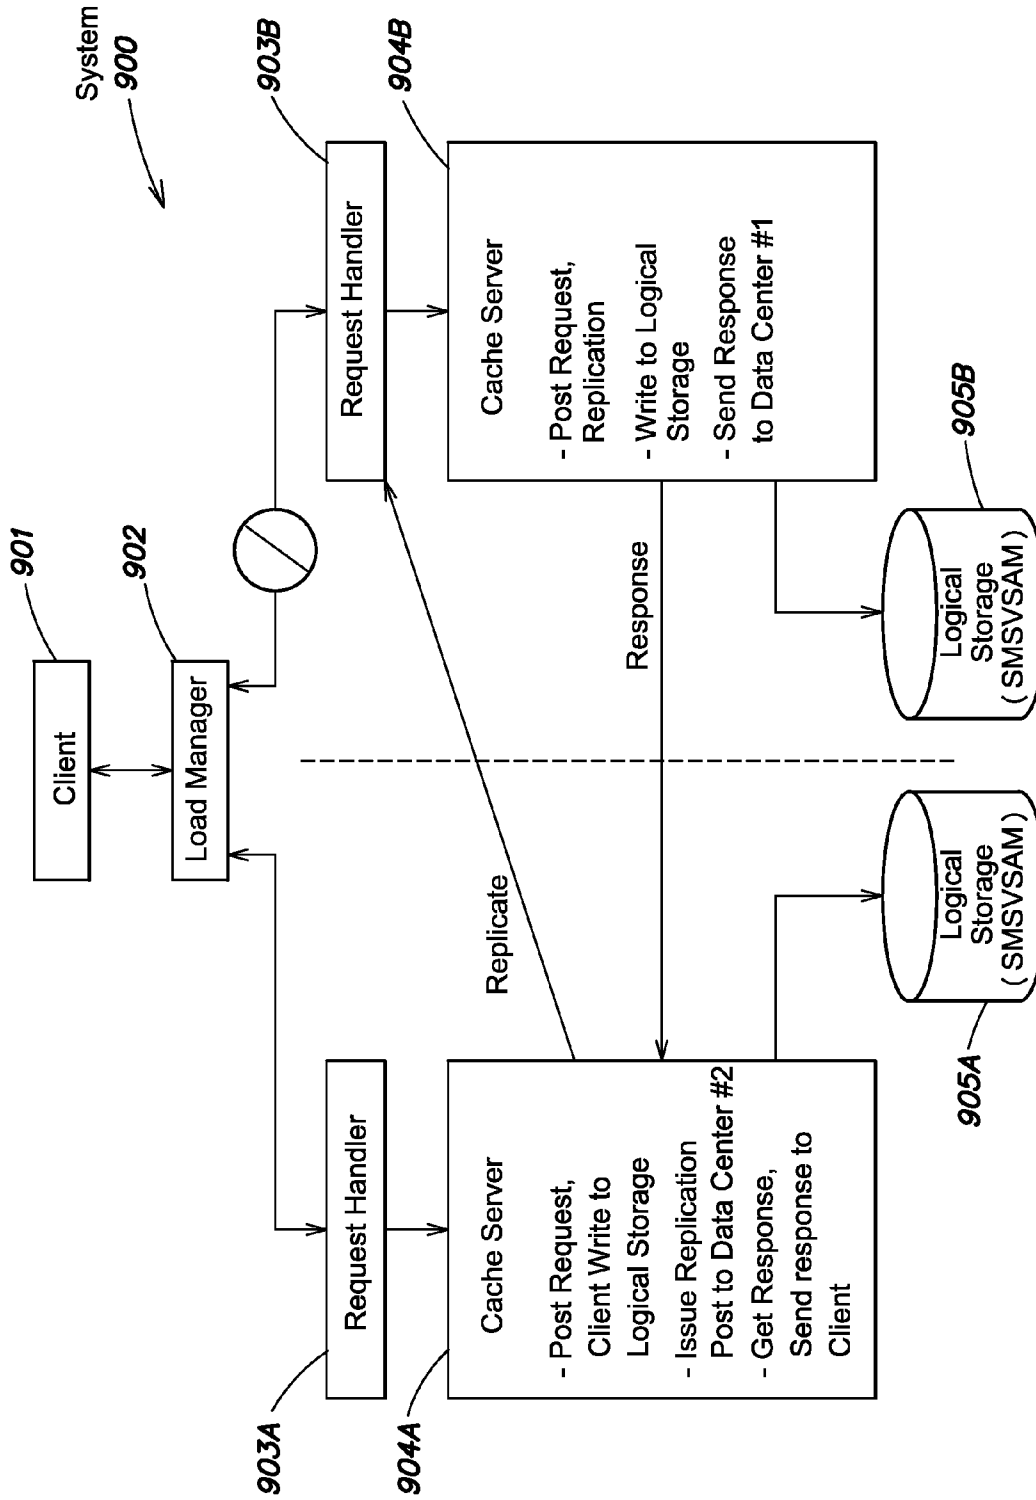 System
900
901
Client
902
Load Manager
903A
Request Handler
903B
Request Handler
904A
Cache Server
- Post Request,
Client Write to
Logical Storage
- Issue Replication
Post to Data Center #2
- Get Response,
Send response to
Client
Replicate
Response
904B
Cache Server
- Post Request,
Replication
- Write to Logical
Storage
- Send Response
to Data Center #1
905A
Logical
Storage
( SMSVSAM )
905B
Logical
Storage
( SMSVSAM )